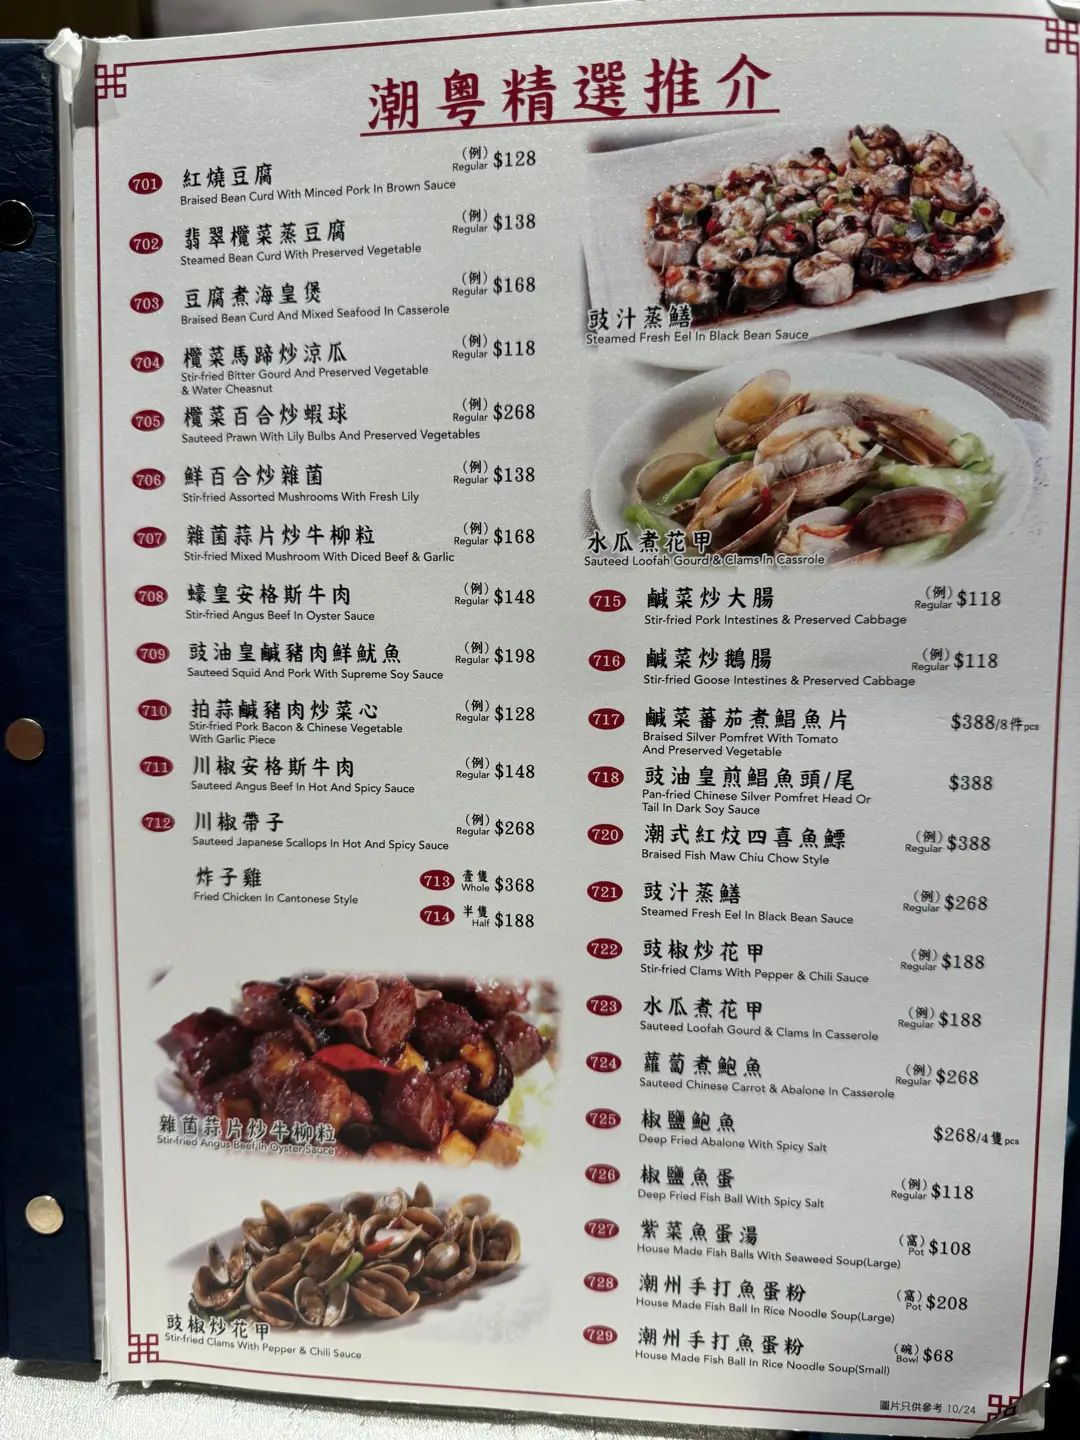 潮粵精選推介
701 紅燒豆腐 (例) Regular $128
Braised Bean Curd With Minced Pork In Brown Sauce
702 翡翠欖菜蒸豆腐 (例) Regular $138
Steamed Bean Curd With Preserved Vegetable
703 豆腐煮海皇煲 (例) Regular $168
Braised Bean Curd And Mixed Seafood In Casserole
704 欖菜馬蹄炒涼瓜 (例) Regular $118
Stir-fried Bitter Gourd And Preserved Vegetable
& Water Cheasnut
705 欖菜百合炒蝦球 (例) Regular $268
Sauteed Prawn With Lily Bulbs And Preserved Vegetables
706 鮮百合炒雜菌 (例) Regular $138
Stir-fried Assorted Mushrooms With Fresh Lily
707 雜菌蒜片炒牛柳粒 (例) Regular $168
Stir-fried Mixed Mushroom With Diced Beef & Garlic
708 蠔皇安格斯牛肉 (例) Regular $148
Stir-fried Angus Beef In Oyster Sauce
709 豉油皇鹹豬肉鮮魷魚 (例) Regular $198
Sauteed Squid And Pork With Supreme Soy Sauce
710 拍蒜鹹豬肉炒菜心 (例) Regular $128
Stir-fried Pork Bacon & Chinese Vegetable
With Garlic Piece
711 川椒安格斯牛肉 (例) Regular $148
Sauteed Angus Beef In Hot And Spicy Sauce
712 川椒帶子 (例) Regular $268
Sauteed Japanese Scallops In Hot And Spicy Sauce
炸子雞 713 壹隻 Whole $368
Fried Chicken In Cantonese Style
714 半隻 Half $188
雜菌蒜片炒牛柳粒
Stir-fried Angus Beef In Oyster Sauce
豉椒炒花甲
Stir-fried Clams With Pepper & Chili Sauce
豉汁蒸鱔
Steamed Fresh Eel In Black Bean Sauce
水瓜煮花甲
Sauteed Loofah Gourd & Clams In Cassrole
715 鹹菜炒大腸 (例) Regular $118
Stir-fried Pork Intestines & Preserved Cabbage
716 鹹菜炒鵝腸 (例) Regular $118
Stir-fried Goose Intestines & Preserved Cabbage
717 鹹菜蕃茄煮鯧魚片 $388/8件pcs
Braised Silver Pomfret With Tomato
And Preserved Vegetable
718 豉油皇煎鯧魚頭/尾 $388
Pan-fried Chinese Silver Pomfret Head Or
Tail In Dark Soy Sauce
720 潮式紅炆四喜魚鰾 (例) Regular $388
Braised Fish Maw Chiu Chow Style
721 豉汁蒸鱔 (例) Regular $268
Steamed Fresh Eel In Black Bean Sauce
722 豉椒炒花甲 (例) Regular $188
Stir-fried Clams With Pepper & Chili Sauce
723 水瓜煮花甲 (例) Regular $188
Sauteed Loofah Gourd & Clams In Casserole
724 蘿蔔煮鮑魚 (例) Regular $268
Sauteed Chinese Carrot & Abalone In Casserole
725 椒鹽鮑魚 $268/4隻pcs
Deep Fried Abalone With Spicy Salt
726 椒鹽魚蛋 (例) Regular $118
Deep Fried Fish Ball With Spicy Salt
727 紫菜魚蛋湯 (窩) Pot $108
House Made Fish Balls With Seaweed Soup(Large)
728 潮州手打魚蛋粉 (窩) Pot $208
House Made Fish Ball In Rice Noodle Soup(Large)
729 潮州手打魚蛋粉 (碗) Bowl $68
House Made Fish Ball In Rice Noodle Soup(Small)
圖片只供參考 10/24